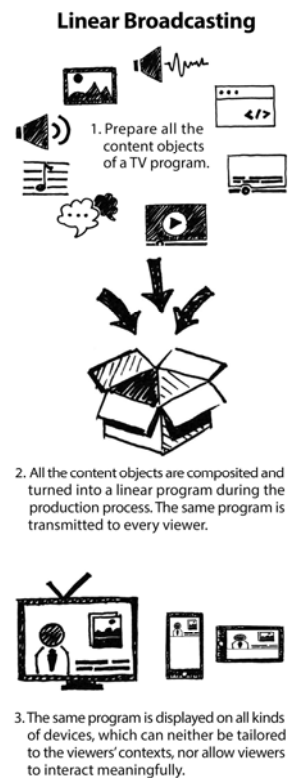 Linear Broadcasting
</>
1. Prepare all the
content objects
of a TV program.
2. All the content objects are composited and
turned into a linear program during the
production process. The same program is
transmitted to every viewer.
3. The same program is displayed on all kinds
of devices, which can neither be tailored
to the viewers' contexts, nor allow viewers
to interact meaningfully.